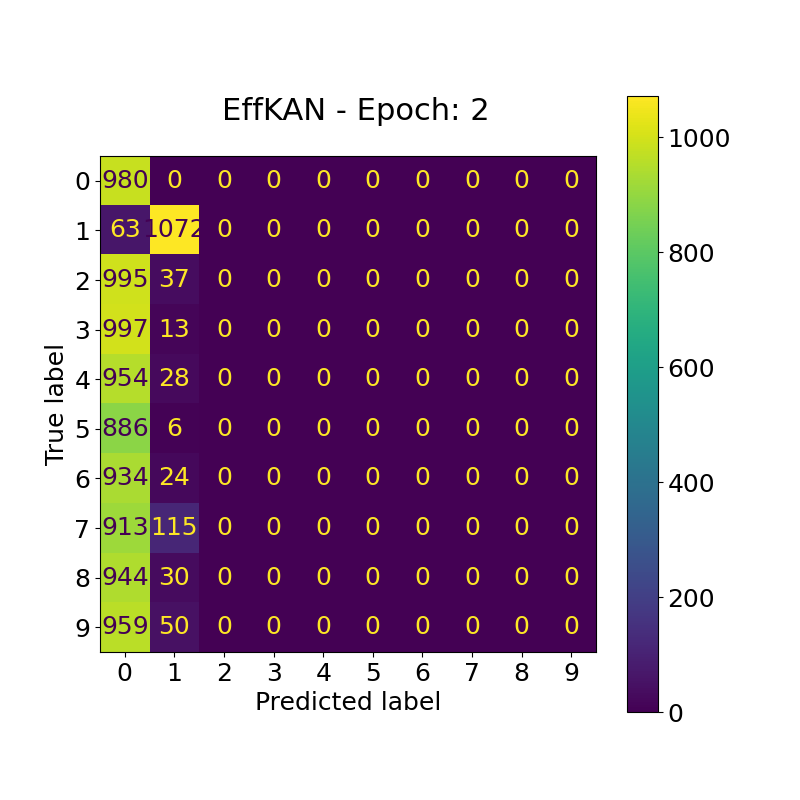 EffKAN - Epoch: 2
0 980 0 0 0 0 0 0 0 0 0
1 63 1072 0 0 0 0 0 0 0 0
2 995 37 0 0 0 0 0 0 0 0
3 997 13 0 0 0 0 0 0 0 0
4 954 28 0 0 0 0 0 0 0 0
5 886 6 0 0 0 0 0 0 0 0
6 934 24 0 0 0 0 0 0 0 0
7 913 115 0 0 0 0 0 0 0 0
8 944 30 0 0 0 0 0 0 0 0
9 959 50 0 0 0 0 0 0 0 0
True label
0 1 2 3 4 5 6 7 8 9
Predicted label
1000
800
600
400
200
0